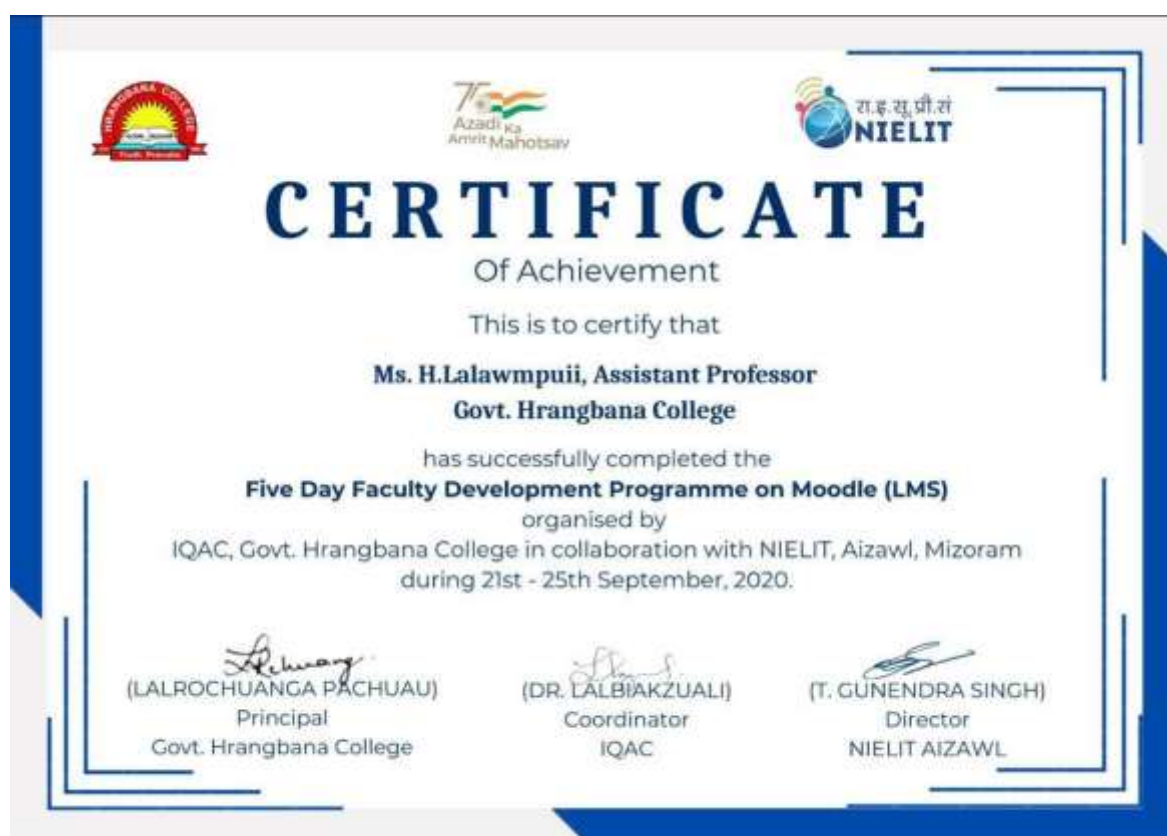 HRANGBANA COLLEGE
75
Azadi Ka
Amrit Mahotsav
रा.इ.सू.प्रौ.सं
NIELIT
CERTIFICATE
Of Achievement
This is to certify that
Ms. H.Lalawmpuii, Assistant Professor
Govt. Hrangbana College
has successfully completed the
Five Day Faculty Development Programme on Moodle (LMS)
organised by
IQAC, Govt. Hrangbana College in collaboration with NIELIT, Aizawl, Mizoram
during 21st - 25th September, 2020.
(LALROCHUANGA PACHUAU)
Principal
Govt. Hrangbana College
(DR. LALBIAKZUALI)
Coordinator
IQAC
(T. GUNENDRA SINGH)
Director
NIELIT AIZAWL